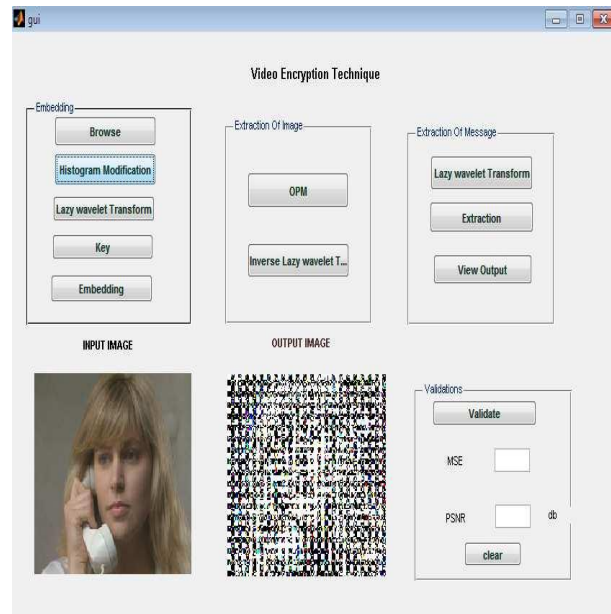 gui
Video Encryption Technique
Embedding
Browse
Histogram Modification
Lazy wavelet Transform
Key
Embedding
Extraction Of Image
OPM
Inverse Lazy wavelet T...
Extraction Of Message
Lazy wavelet Transform
Extraction
View Output
INPUT IMAGE
OUTPUT IMAGE
Validations
Validate
MSE
PSNR
db
clear